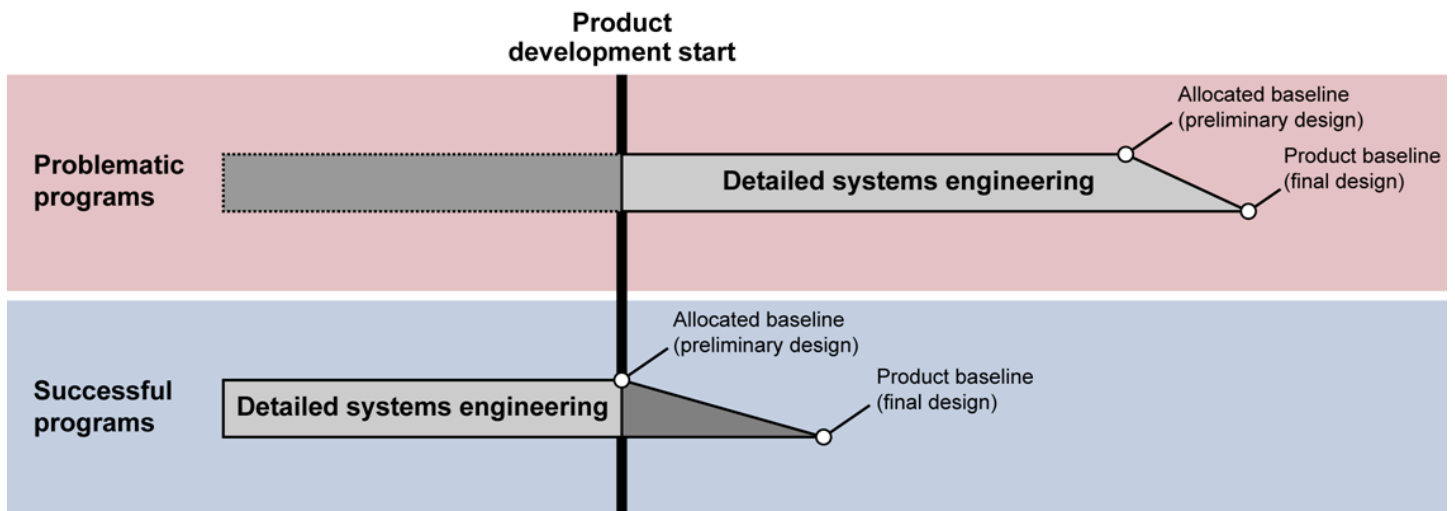 Product
development start
Allocated baseline
(preliminary design)
Problematic
programs
Detailed systems engineering
Product baseline
(final design)
Allocated baseline
(preliminary design)
Successful
programs
Detailed systems engineering
Product baseline
(final design)